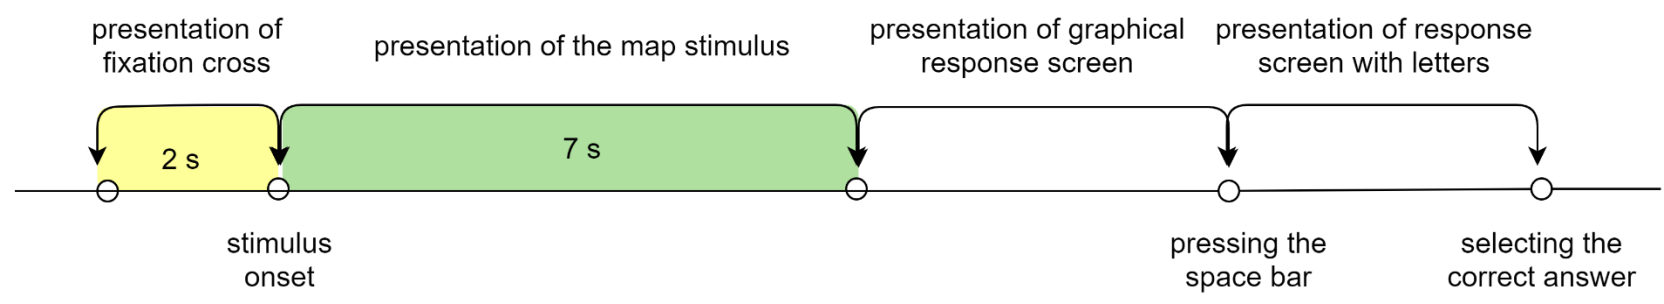 presentation of
fixation cross
presentation of the map stimulus
presentation of graphical
response screen
presentation of response
screen with letters
2 s
7 s
stimulus
onset
pressing the
space bar
selecting the
correct answer